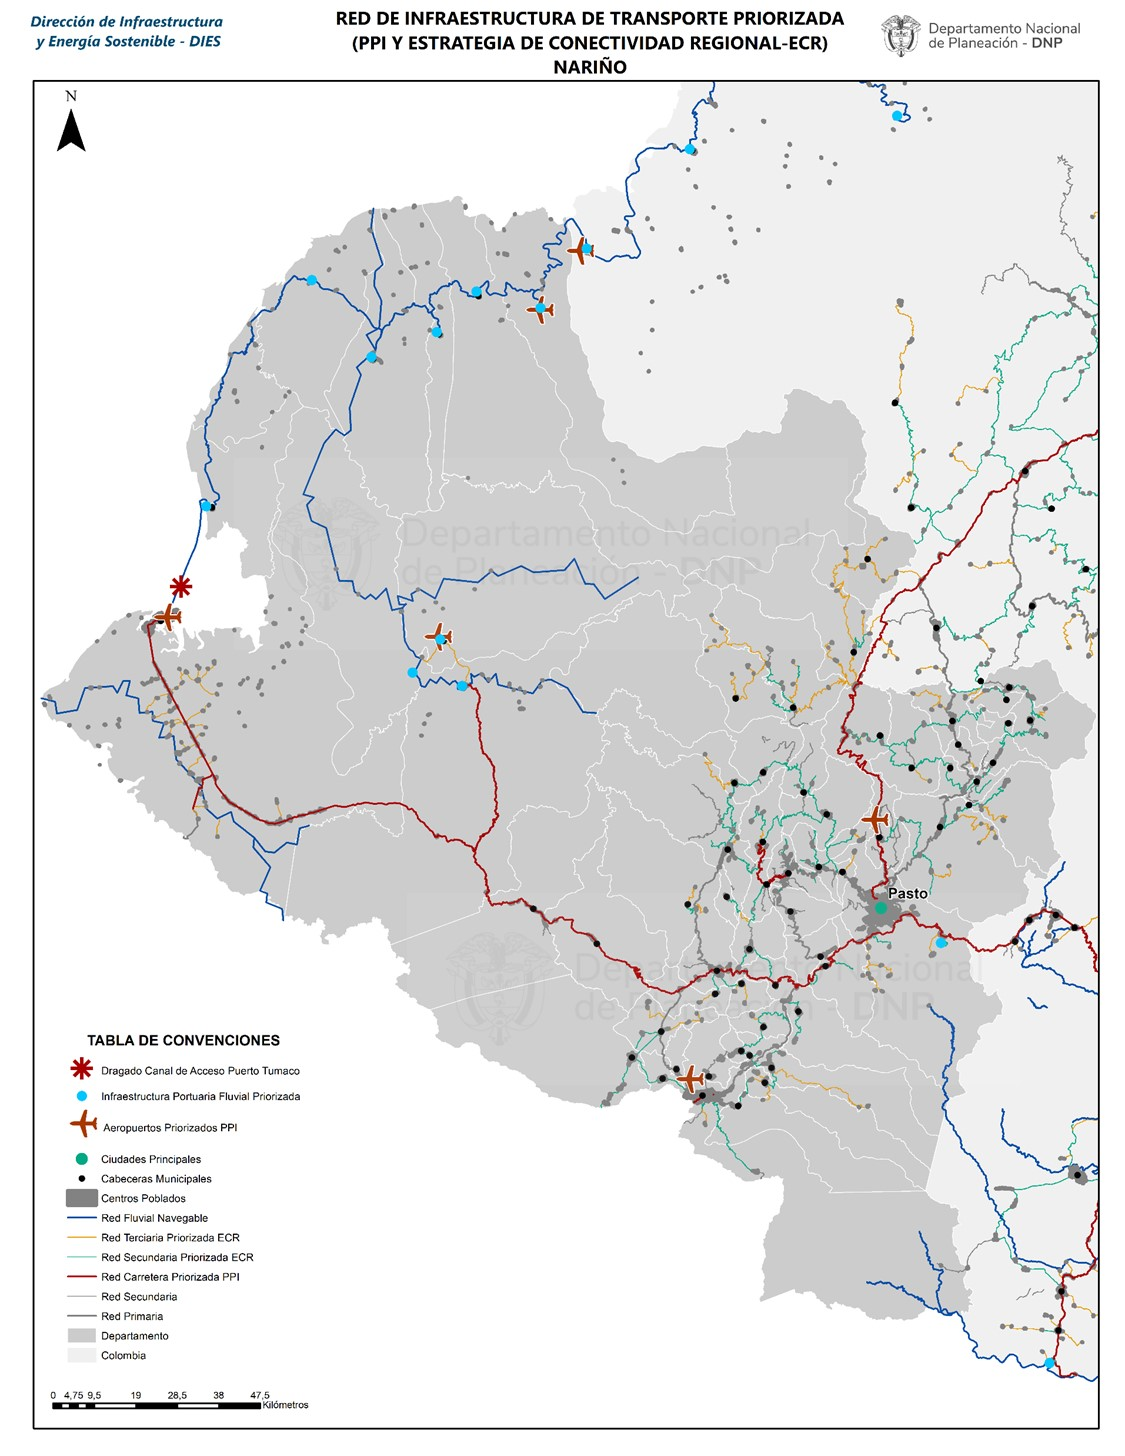 Dirección de Infraestructura
y Energía Sostenible - DIES
RED DE INFRAESTRUCTURA DE TRANSPORTE PRIORIZADA
(PPI Y ESTRATEGIA DE CONECTIVIDAD REGIONAL-ECR)
NARIÑO
Departamento Nacional
de Planeación - DNP
N
Departamento Nacional
de Planeación - DNP
Pasto
Departamento Nacional
de Planeación - DNP
TABLA DE CONVENCIONES
Dragado Canal de Acceso Puerto Tumaco
Infraestructura Portuaria Fluvial Priorizada
Aeropuertos Priorizados PPI
Ciudades Principales
Cabeceras Municipales
Centros Poblados
Red Fluvial Navegable
Red Terciaria Priorizada ECR
Red Secundaria Priorizada ECR
Red Carretera Priorizada PPI
Red Secundaria
Red Primaria
Departamento
Colombia
0 4,75 9,5 19 28,5 38 47,5
Kilómetros